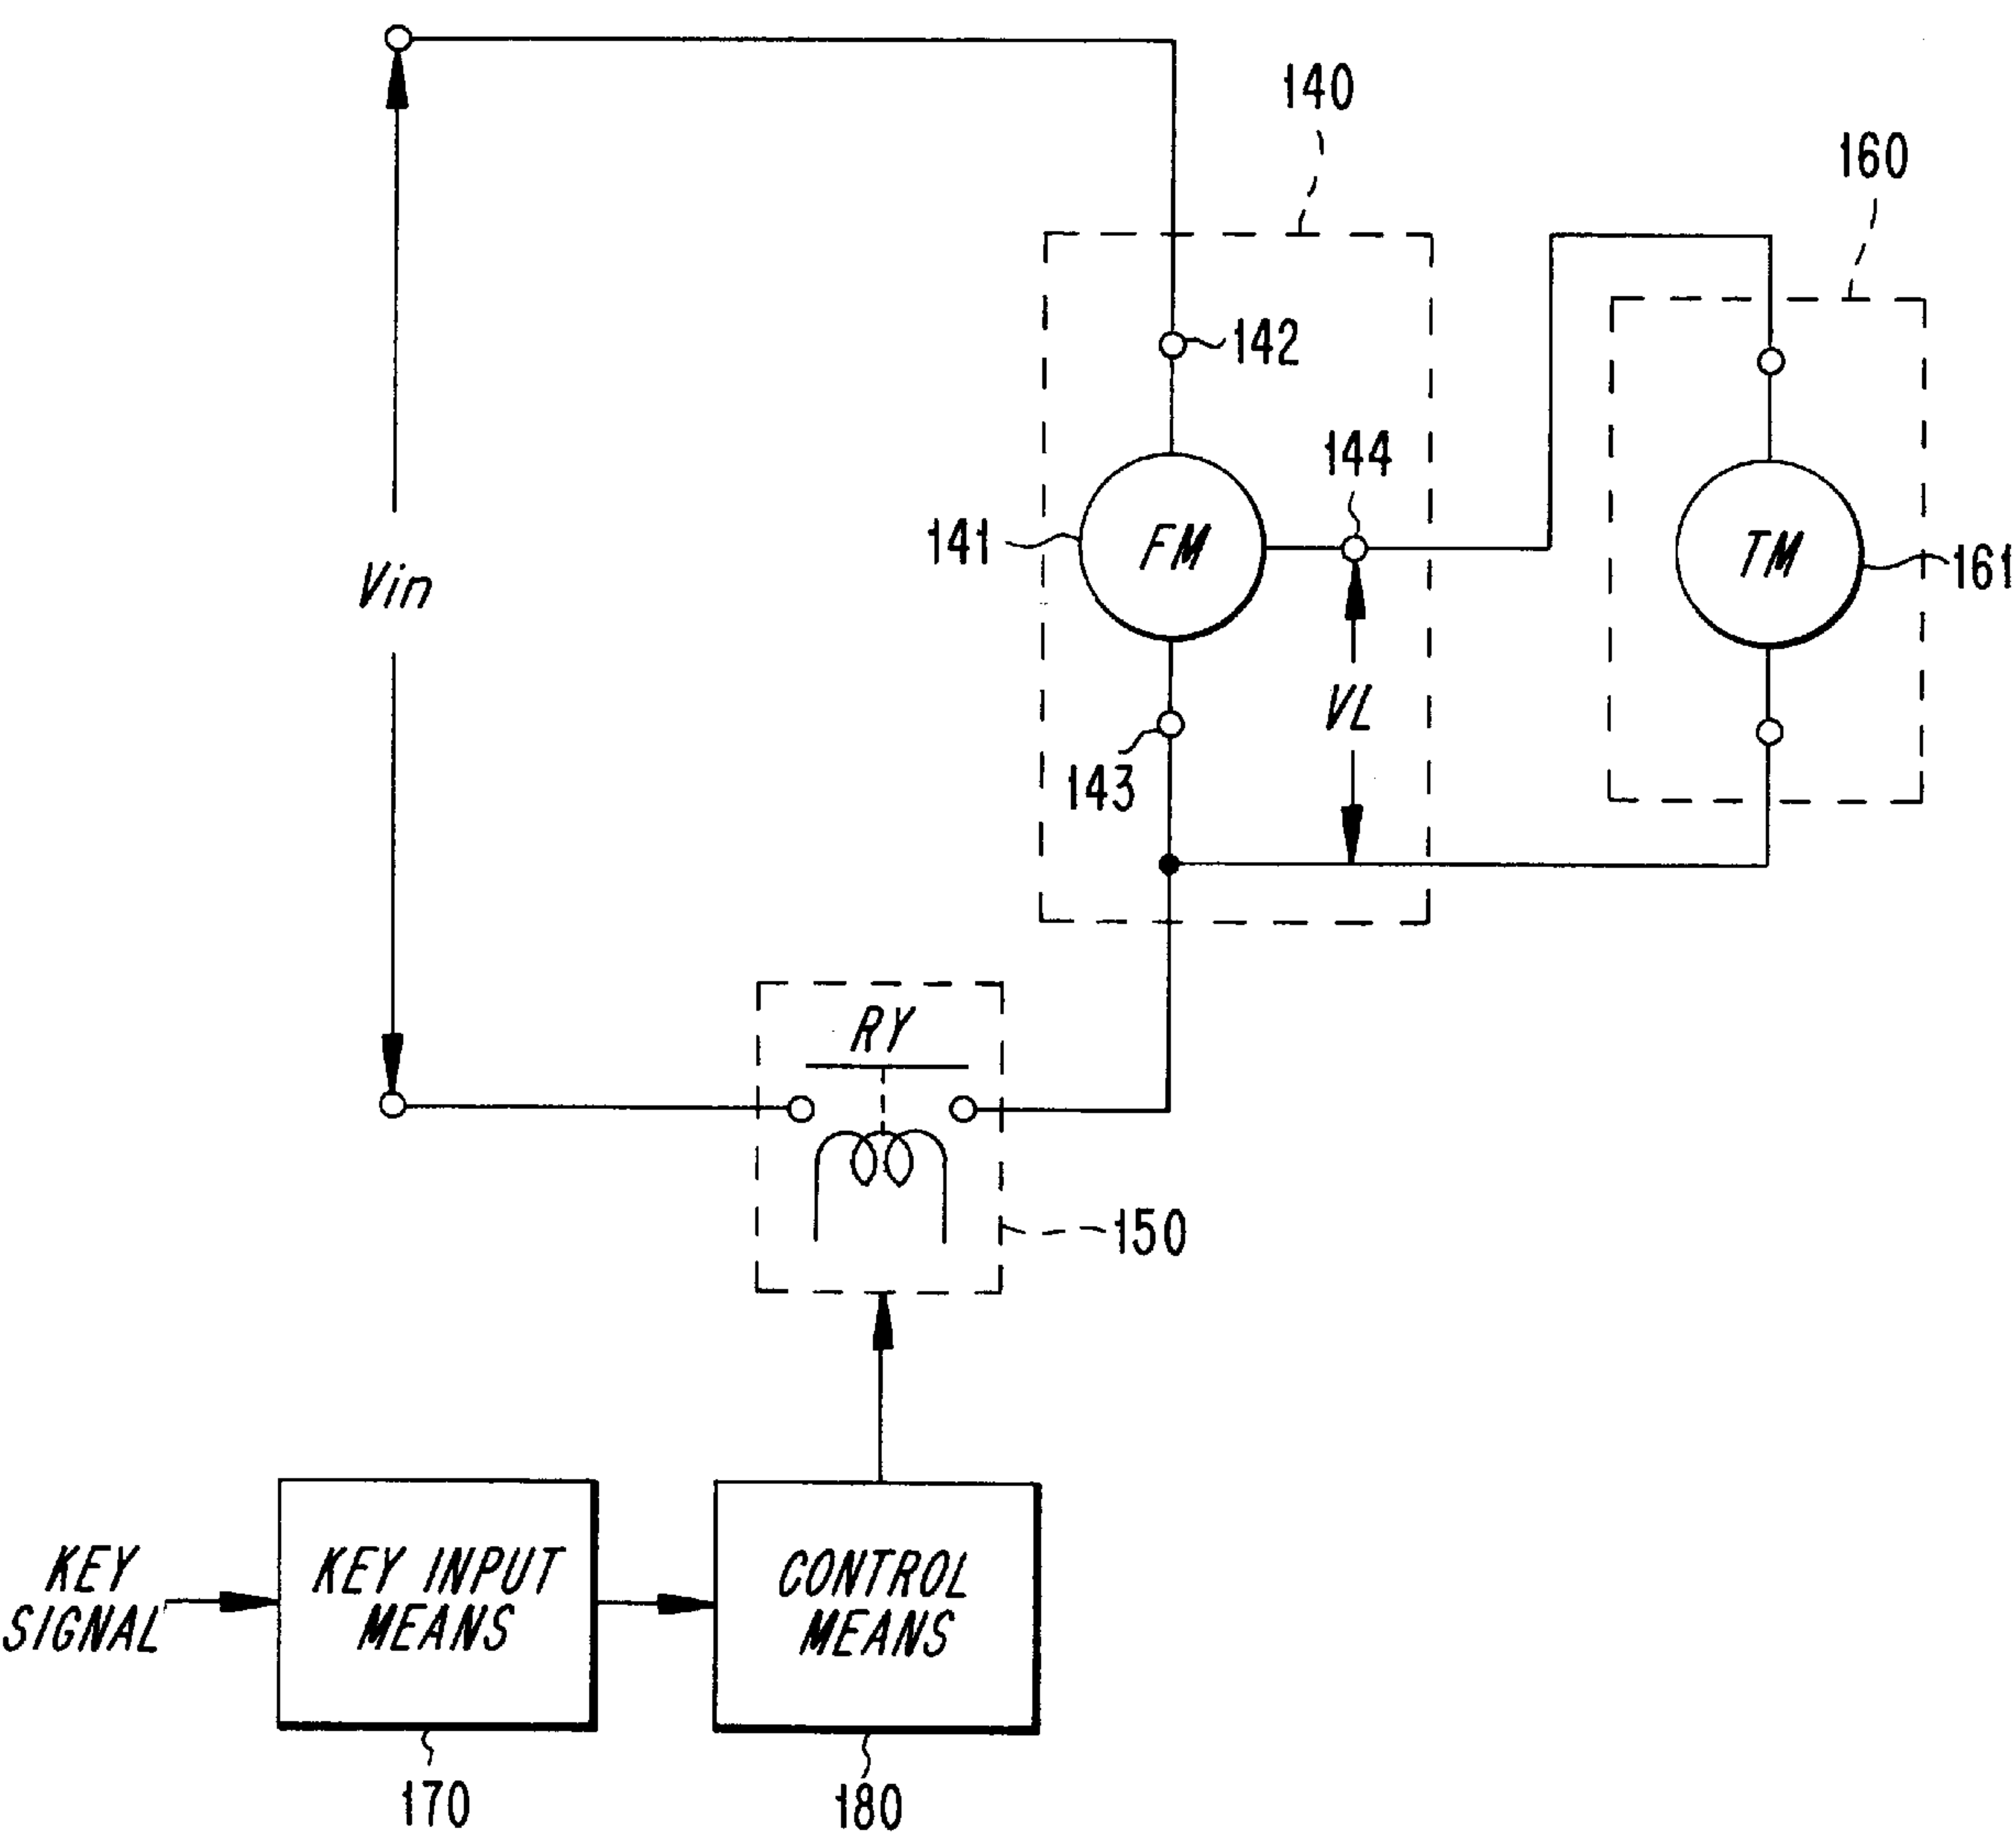 140
160
142
144
141
FM
TM
161
Vin
VL
143
RY
150
KEY
SIGNAL
KEY INPUT
MEANS
CONTROL
MEANS
170
180